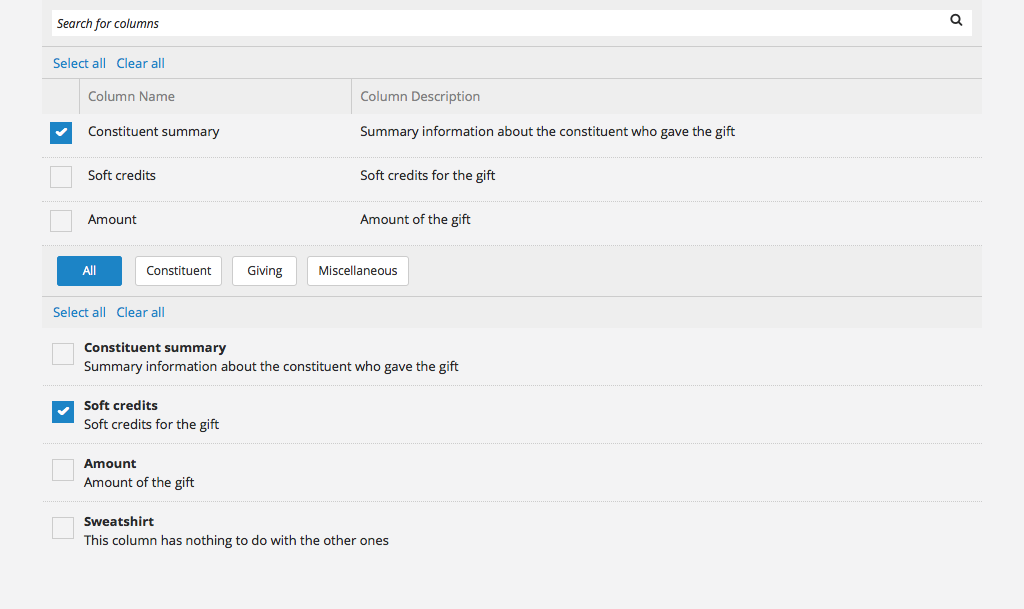 Search for columns
Select all Clear all
Column Name Column Description
Constituent summary Summary information about the constituent who gave the gift
Soft credits Soft credits for the gift
Amount Amount of the gift
All Constituent Giving Miscellaneous
Select all Clear all
Constituent summary
Summary information about the constituent who gave the gift
Soft credits
Soft credits for the gift
Amount
Amount of the gift
Sweatshirt
This column has nothing to do with the other ones